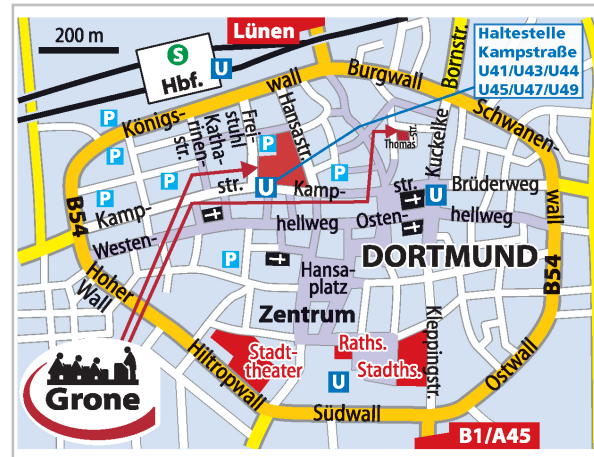 200 m
Lünen
S
Hbf.
U
Haltestelle
Kampstraße
U41/U43/U44
U45/U47/U49
Bornstr.
Burgwall
wall
Königs-
Schwanen-
wall
P
P
P
P
P
P
P
Hansastr.
Frei-
stuhl
Katha-
rinen-
str.
Thomas-
str.
Kuckelke
str.
U
Kamp-
str.
U
Brüderweg
Kamp-
Westen-
hellweg
Osten-
hellweg
B54
Hoher
Wall
Hansa-
platz
DORTMUND
B54
Zentrum
Hiltropwall
Stadt-
theater
Raths.
Stadths.
Kleppingstr.
Ostwall
U
Südwall
Grone
B1/A45